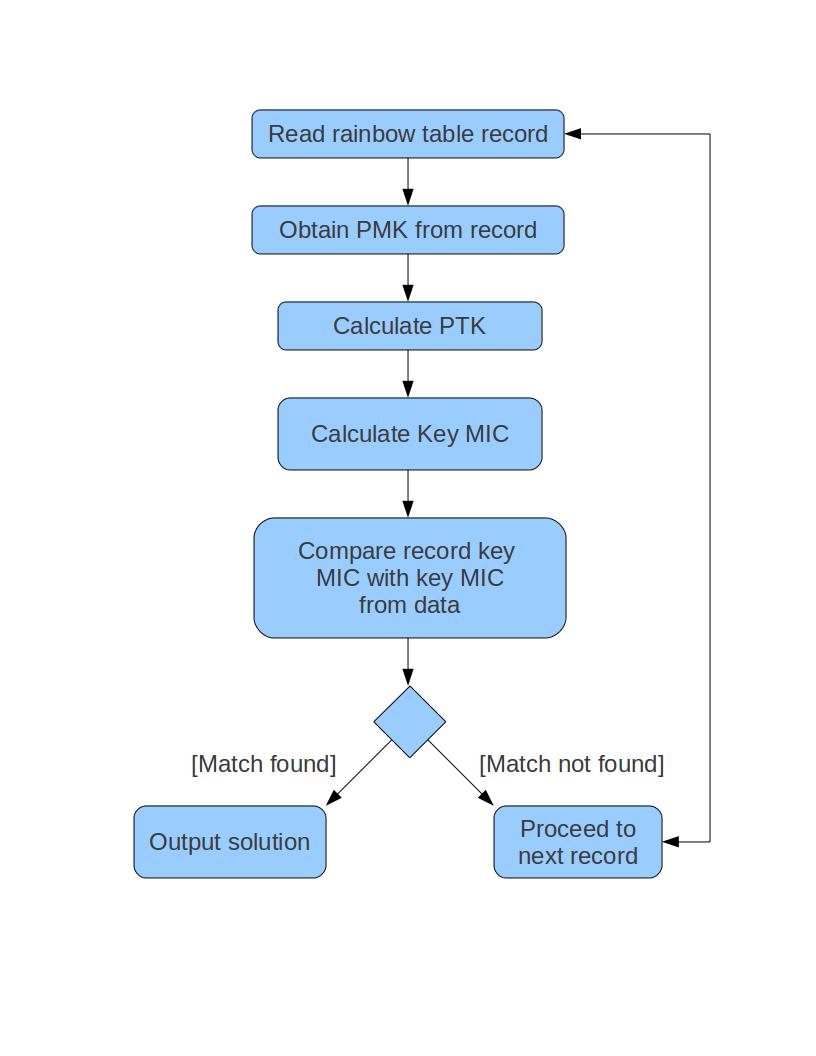 Read rainbow table record
Obtain PMK from record
Calculate PTK
Calculate Key MIC
Compare record key
MIC with key MIC
from data
[Match found]
[Match not found]
Output solution
Proceed to
next record